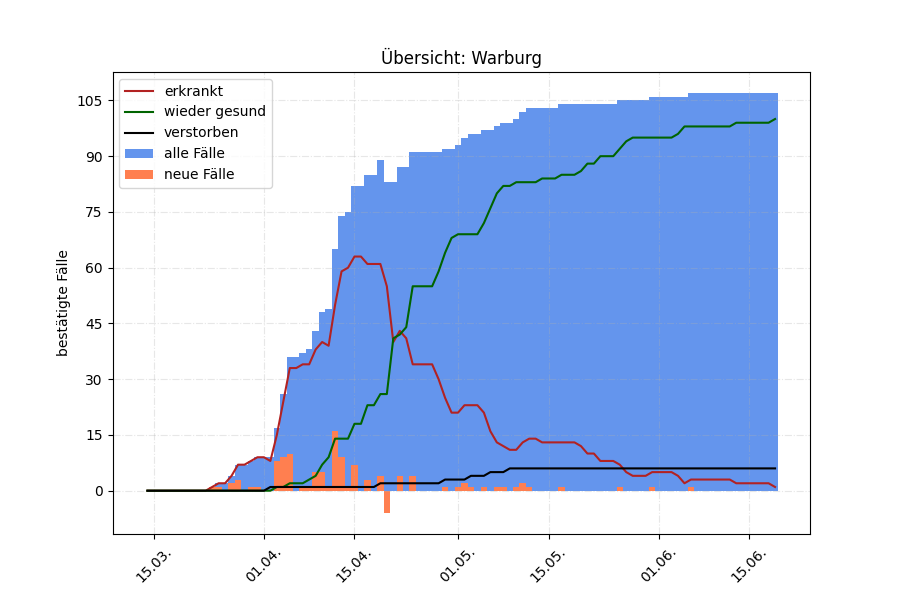 Übersicht: Warburg
erkrankt
wieder gesund
verstorben
alle Fälle
neue Fälle
bestätigte Fälle
105
90
75
60
45
30
15
0
15.03.
01.04.
15.04.
01.05.
15.05.
01.06.
15.06.